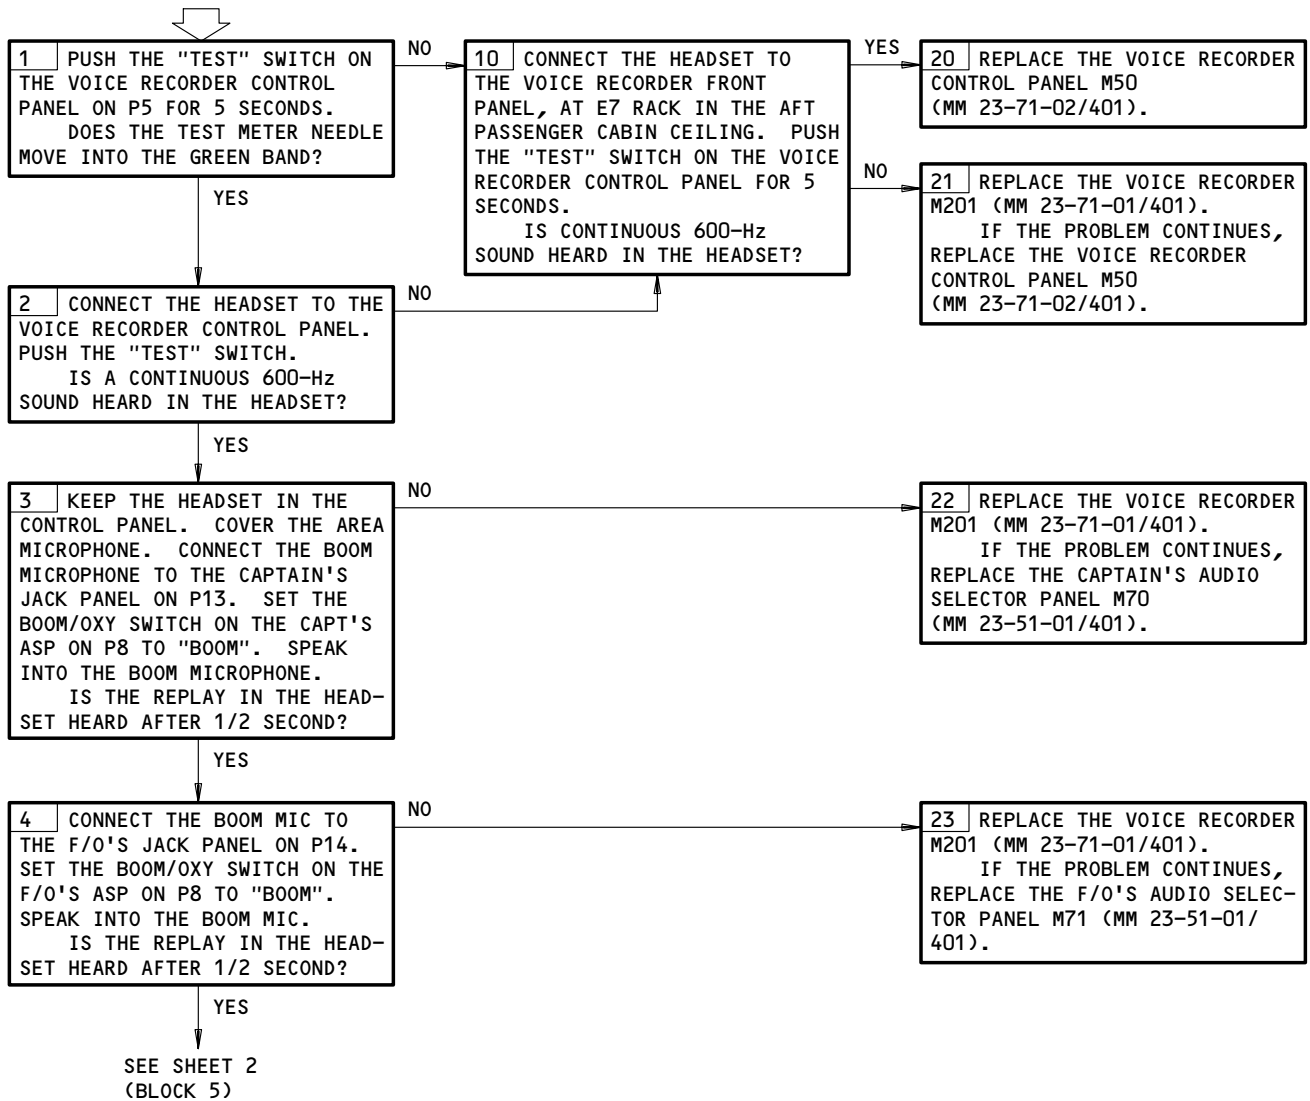 1 PUSH THE "TEST" SWITCH ON
THE VOICE RECORDER CONTROL
PANEL ON P5 FOR 5 SECONDS.
DOES THE TEST METER NEEDLE
MOVE INTO THE GREEN BAND?
NO
YES
10 CONNECT THE HEADSET TO
THE VOICE RECORDER FRONT
PANEL, AT E7 RACK IN THE AFT
PASSENGER CABIN CEILING. PUSH
THE "TEST" SWITCH ON THE VOICE
RECORDER CONTROL PANEL FOR 5
SECONDS.
IS CONTINUOUS 600-Hz
SOUND HEARD IN THE HEADSET?
YES
NO
20 REPLACE THE VOICE RECORDER
CONTROL PANEL M50
(MM 23-71-02/401).
21 REPLACE THE VOICE RECORDER
M201 (MM 23-71-01/401).
IF THE PROBLEM CONTINUES,
REPLACE THE VOICE RECORDER
CONTROL PANEL M50
(MM 23-71-02/401).
2 CONNECT THE HEADSET TO THE
VOICE RECORDER CONTROL PANEL.
PUSH THE "TEST" SWITCH.
IS A CONTINUOUS 600-Hz
SOUND HEARD IN THE HEADSET?
NO
YES
3 KEEP THE HEADSET IN THE
CONTROL PANEL. COVER THE AREA
MICROPHONE. CONNECT THE BOOM
MICROPHONE TO THE CAPTAIN'S
JACK PANEL ON P13. SET THE
BOOM/OXY SWITCH ON THE CAPT'S
ASP ON P8 TO "BOOM". SPEAK
INTO THE BOOM MICROPHONE.
IS THE REPLAY IN THE HEAD-
SET HEARD AFTER 1/2 SECOND?
NO
YES
22 REPLACE THE VOICE RECORDER
M201 (MM 23-71-01/401).
IF THE PROBLEM CONTINUES,
REPLACE THE CAPTAIN'S AUDIO
SELECTOR PANEL M70
(MM 23-51-01/401).
4 CONNECT THE BOOM MIC TO
THE F/O'S JACK PANEL ON P14.
SET THE BOOM/OXY SWITCH ON THE
F/O'S ASP ON P8 TO "BOOM".
SPEAK INTO THE BOOM MIC.
IS THE REPLAY IN THE HEAD-
SET HEARD AFTER 1/2 SECOND?
NO
YES
23 REPLACE THE VOICE RECORDER
M201 (MM 23-71-01/401).
IF THE PROBLEM CONTINUES,
REPLACE THE F/O'S AUDIO SELEC-
TOR PANEL M71 (MM 23-51-01/
401).
SEE SHEET 2
(BLOCK 5)